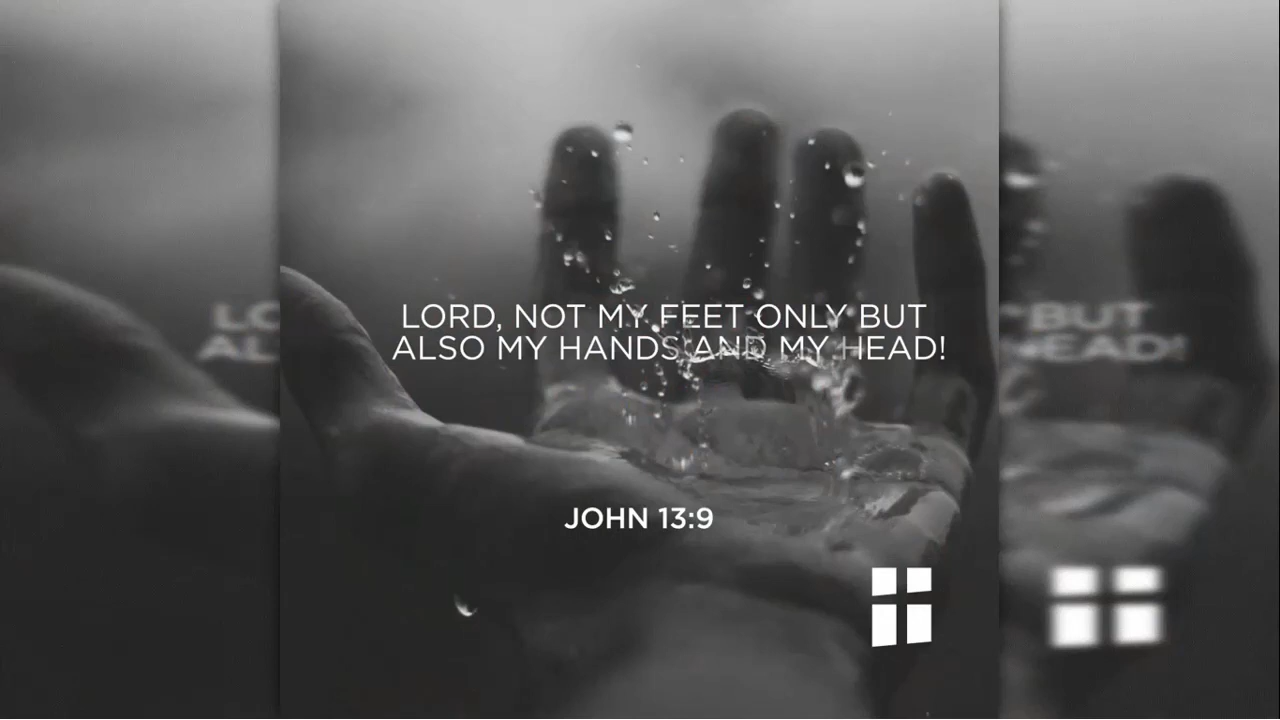 LORD, NOT MY FEET ONLY BUT
ALSO MY HANDS AND MY HEAD!
JOHN 13:9